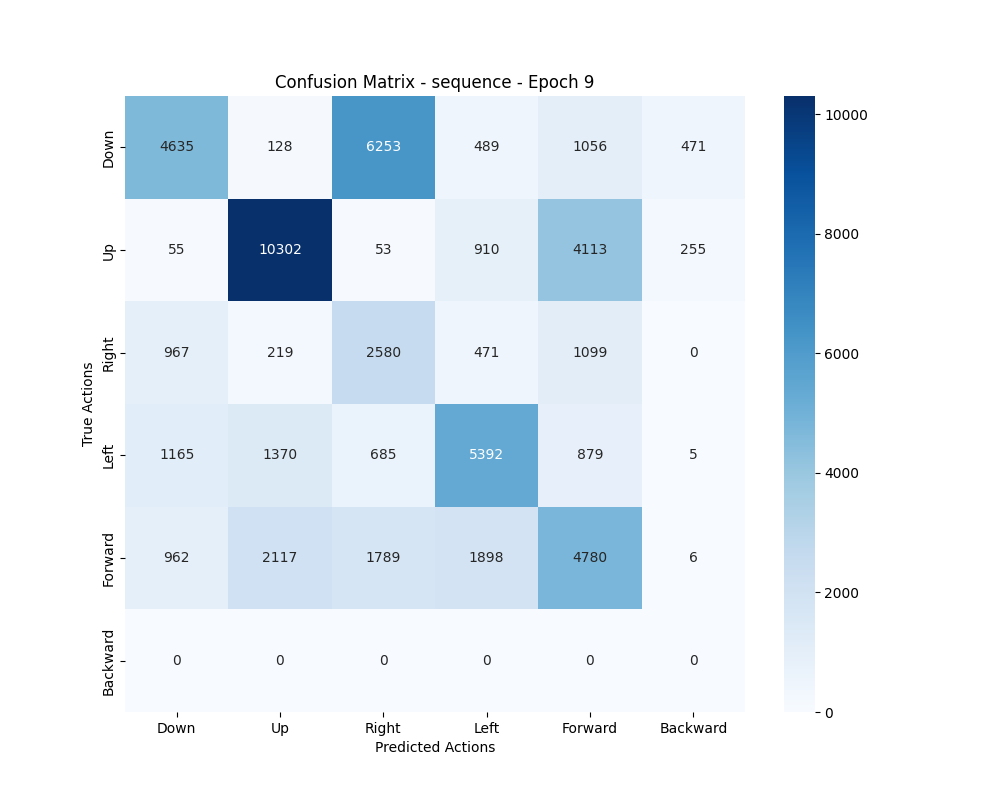 Confusion Matrix - sequence - Epoch 9
Down 4635 128 6253 489 1056 471
Up 55 10302 53 910 4113 255
Right 967 219 2580 471 1099 0
Left 1165 1370 685 5392 879 5
Forward 962 2117 1789 1898 4780 6
Backward 0 0 0 0 0 0
Down Up Right Left Forward Backward
Predicted Actions
True Actions
10000
8000
6000
4000
2000
0